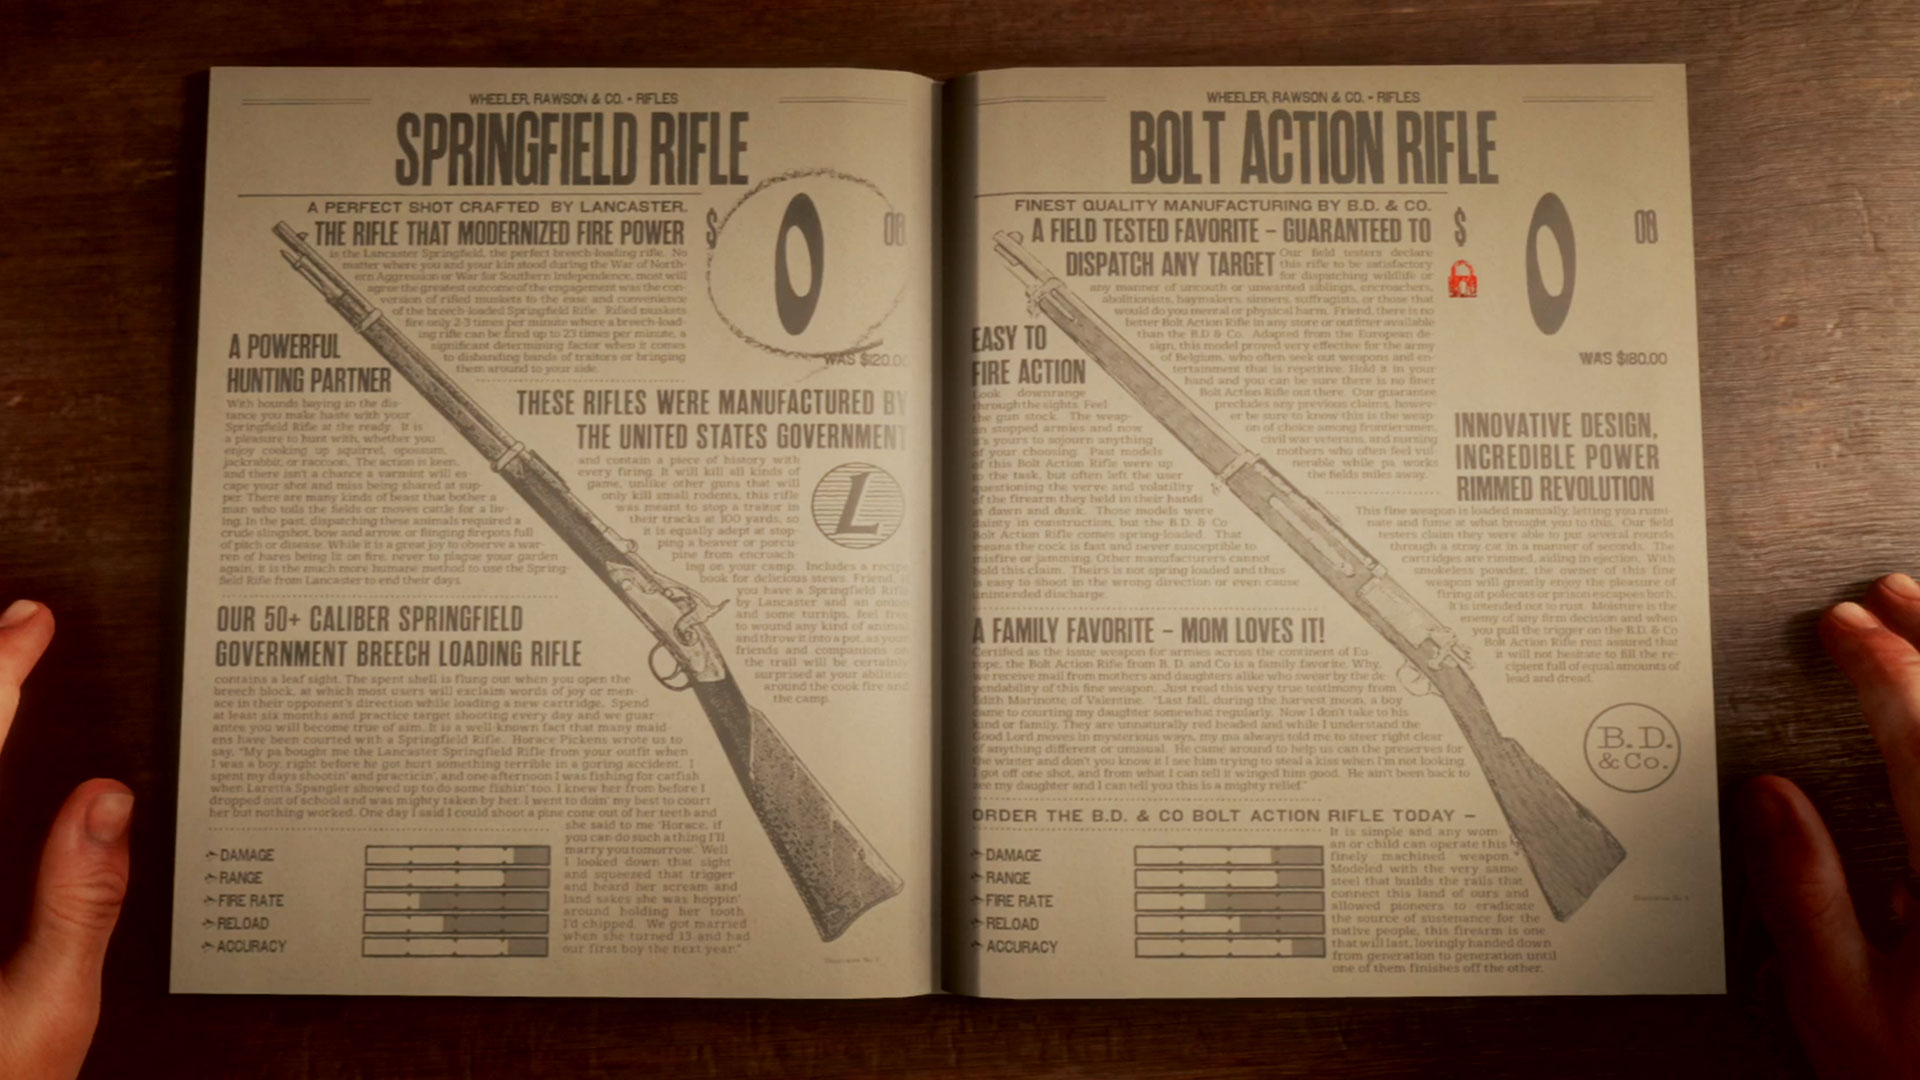 WHEELER, RAWSON & CO. - RIFLES
SPRINGFIELD RIFLE
A PERFECT SHOT CRAFTED BY LANCASTER.
$ 0 00
WAS $120.00
THE RIFLE THAT MODERNIZED FIRE POWER
is the Lancaster Springfield, the perfect breech-loading rifle. No
matter where you and your kin stood during the War of North-
ern Aggression or War for Southern Independence, most will
agree the greatest outcome of the engagement was the con-
version of rifled muskets to the ease and convenience
of the breech-loaded Springfield Rifle. Rifled muskets
fire only 2-3 times per minute where a breech-load-
ing rifle can be fired up to 23 times per minute, a
significant determining factor when it comes
to disbanding bands of traitors or bringing
them around to your side.
A POWERFUL
HUNTING PARTNER
With hounds baying in the dis-
tance you make haste with your
Springfield Rifle at the ready. It is
a pleasure to hunt with, whether you
enjoy cooking up squirrel, opossum,
jackrabbit, or raccoon. The action is keen,
and there isn't a chance a varmint will es-
cape your shot and miss being shared at sup-
per. There are many kinds of beast that bother a
man who toils the fields or moves cattle for a liv-
ing. In the past, dispatching these animals required a
crude slingshot, bow and arrow, or flinging firepots full
of pitch or disease. While it is a great joy to observe a war-
ren of hares being lit on fire, never to plague your garden
again, it is the much more humane method to use the Spring-
field Rifle from Lancaster to end their days.
THESE RIFLES WERE MANUFACTURED BY
THE UNITED STATES GOVERNMENT
and contain a piece of history with
every firing. It will kill all kinds of
game, unlike other guns that will
only kill small rodents, this rifle
was meant to stop a traitor in
their tracks at 100 yards, so
it is equally adept at stop-
ping a beaver or porcu-
pine from encroach-
ing on your camp. Includes a recipe
book for delicious stews. Friend, if
you have a Springfield Rifle
by Lancaster and an onion
and some turnips, feel free
to wound any kind of animal
and throw it into a pot, as your
friends and companions on
the trail will be certainly
surprised at your abilities
around the cook fire and
the camp.
L
OUR 50+ CALIBER SPRINGFIELD
GOVERNMENT BREECH LOADING RIFLE
contains a leaf sight. The spent shell is flung out when you open the
breech block, at which most users will exclaim words of joy or men-
ace in their opponent's direction while loading a new cartridge. Spend
at least six months and practice target shooting every day and we guar-
antee you will become true of aim. It is a well-known fact that many maid-
ens have been courted with a Springfield Rifle. Horace Pickens wrote us to
say, "My pa bought me the Lancaster Springfield Rifle from your outfit when
I was a boy, right before he got hurt something terrible in a goring accident. I
spent my days shootin' and practicin', and one afternoon I was fishing for catfish
when Laretta Spangler showed up to do some fishin' too. I knew her from before I
dropped out of school and was mighty taken by her. I went to doin' my best to court
her but nothing worked. One day I said I could shoot a pine cone out of her teeth and
she said to me 'Horace, if
you can do such a thing I'll
marry you tomorrow.' Well
I looked down that sight
and squeezed that trigger
and heard her scream and
land sakes she was hoppin'
around holding her tooth
I'd chipped. We got married
when she turned 13 and had
our first boy the next year."
DAMAGE
RANGE
FIRE RATE
RELOAD
ACCURACY
WHEELER, RAWSON & CO. - RIFLES
BOLT ACTION RIFLE
FINEST QUALITY MANUFACTURING BY B.D. & CO.
$ 0 00
WAS $180.00
A FIELD TESTED FAVORITE – GUARANTEED TO
DISPATCH ANY TARGET
Our field testers declare
this rifle to be satisfactory
for dispatching wildlife or
any manner of uncouth or unwanted siblings, encroachers,
abolitionists, haymakers, sinners, suffragists, or those that
would do you mental or physical harm. Friend, there is no
better Bolt Action Rifle in any store or outfitter available
than the B.D & Co. Adapted from the European de-
sign, this model proved very effective for the army
of Belgium, who often seek out weapons and en-
tertainment that is repetitive. Hold it in your
hand and you can be sure there is no finer
Bolt Action Rifle out there. Our guarantee
precludes any previous claims, howev-
er be sure to know this is the weap-
on of choice among frontiersmen,
civil war veterans, and nursing
mothers who often feel vul-
nerable while pa works
the fields miles away.
EASY TO
FIRE ACTION
Look downrange
through the sights. Feel
the gun stock. The weap-
on stopped armies and now
it's yours to sojourn anything
of your choosing. Past models
of this Bolt Action Rifle were up
to the task, but often left the user
questioning the verve and volatility
of the firearm they held in their hands
at dawn and dusk. Those models were
dainty in construction, but the B.D. & Co
Bolt Action Rifle comes spring-loaded. That
means the cock is fast and never susceptible to
misfire or jamming. Other manufacturers cannot
hold this claim. Theirs is not spring loaded and thus
is easy to shoot in the wrong direction or even cause
unintended discharge.
INNOVATIVE DESIGN,
INCREDIBLE POWER
RIMMED REVOLUTION
This fine weapon is loaded manually, letting you rumi-
nate and fume at what brought you to this. Our field
testers claim they were able to put several rounds
through a stray cat in a manner of seconds. The
cartridges are rimmed, aiding in ejection. With
smokeless powder, the owner of this fine
weapon will greatly enjoy the pleasure of
firing at polecats or prison escapees both.
It is intended not to rust. Moisture is the
enemy of any firm decision and when
you pull the trigger on the B.D. & Co
Bolt Action Rifle rest assured that
it will not hesitate to fill the re-
cipient full of equal amounts of
lead and dread.
B.D.
& Co.
A FAMILY FAVORITE – MOM LOVES IT!
Certified as the issue weapon for armies across the continent of Eu-
rope, the Bolt Action Rifle from B. D. and Co is a family favorite. Why,
we receive mail from mothers and daughters alike who swear by the de-
pendability of this fine weapon. Just read this very true testimony from
Edith Marinotte of Valentine. "Last fall, during the harvest moon, a boy
came to courting my daughter somewhat regularly. Now I don't take to his
kind or family. They are unnaturally red headed and while I understand the
Good Lord moves in mysterious ways, my ma always told me to steer right clear
of anything different or unusual. He came around to help us can the preserves for
the winter and don't you know it I see him trying to steal a kiss when I'm not looking.
I got off one shot, and from what I can tell it winged him good. He ain't been back to
see my daughter and I can tell you this is a mighty relief."
ORDER THE B.D. & CO BOLT ACTION RIFLE TODAY –
It is simple and any wom-
an or child can operate this
finely machined weapon.
Modeled with the very same
steel that builds the rails that
connect this land of ours and
allowed pioneers to eradicate
the source of sustenance for the
native people, this firearm is one
that will last, lovingly handed down
from generation to generation until
one of them finishes off the other.
DAMAGE
RANGE
FIRE RATE
RELOAD
ACCURACY